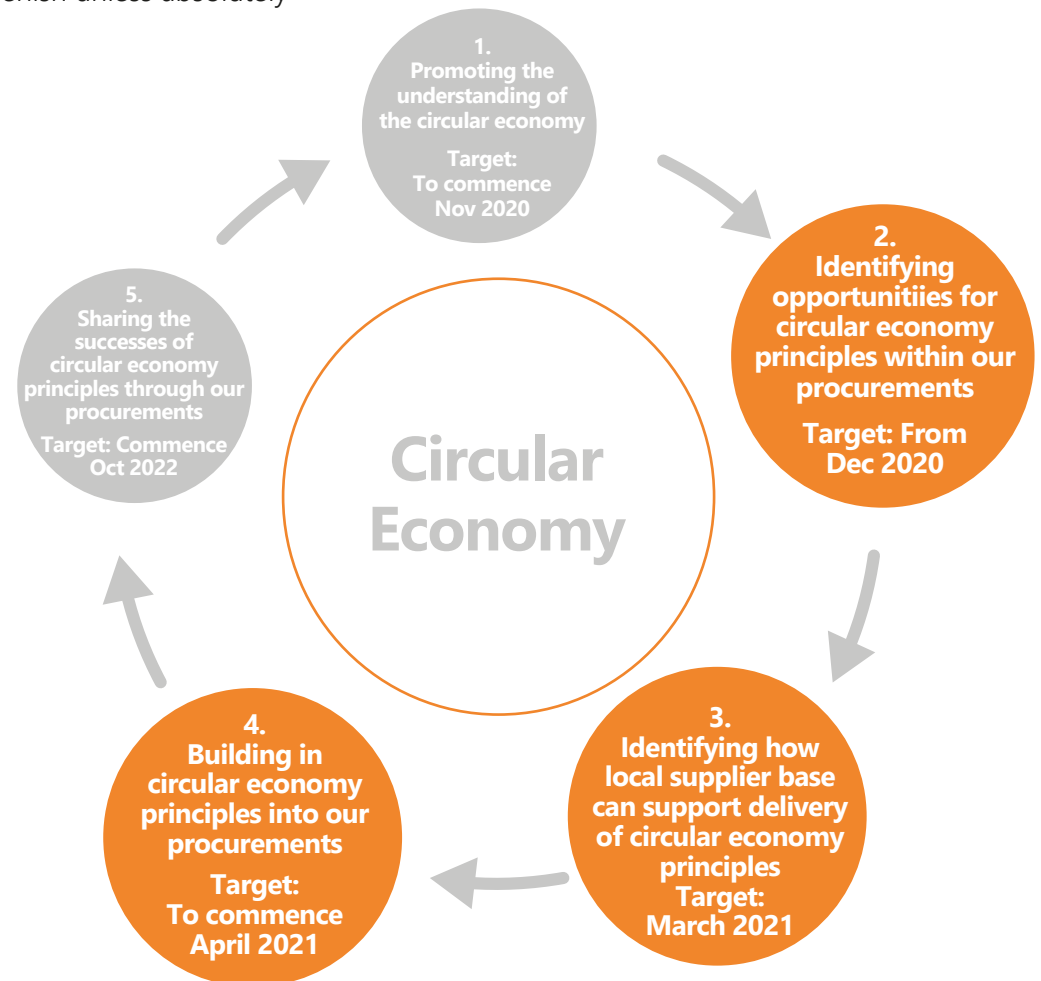 unless absolutely
1.
Promoting the
understanding of
the circular economy
Target:
To commence
Nov 2020
2.
Identifying
opportunitiies for
circular economy
principles within our
procurements
Target: From
Dec 2020
3.
Identifying how
local supplier base
can support delivery
of circular economy
principles
Target:
March 2021
4.
Building in
circular economy
principles into our
procurements
Target:
To commence
April 2021
5.
Sharing the
successes of
circular economy
principles through our
procurements
Target: Commence
Oct 2022
Circular
Economy